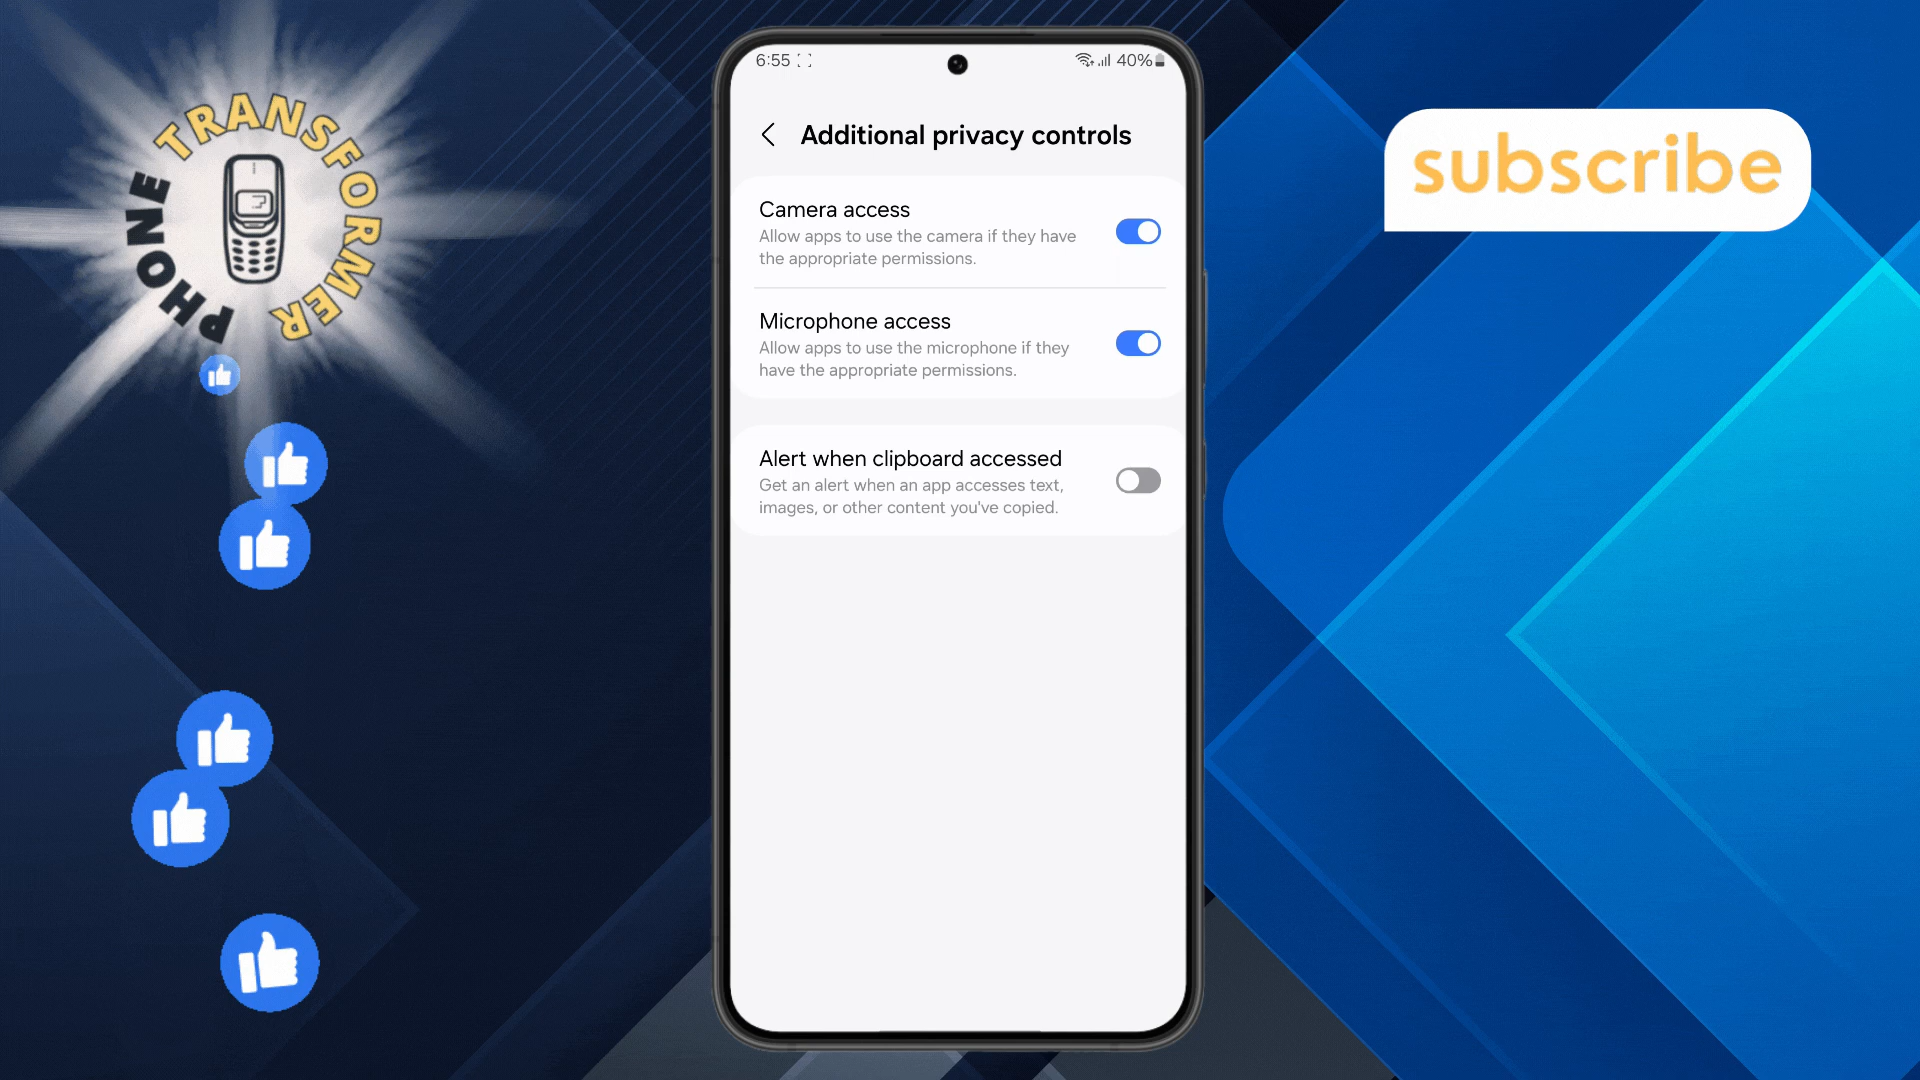 PHONE TRANSFORMER
subscribe
6:55
40%
Additional privacy controls
Camera access
Allow apps to use the camera if they have
the appropriate permissions.
Microphone access
Allow apps to use the microphone if they
have the appropriate permissions.
Alert when clipboard accessed
Get an alert when an app accesses text,
images, or other content you've copied.